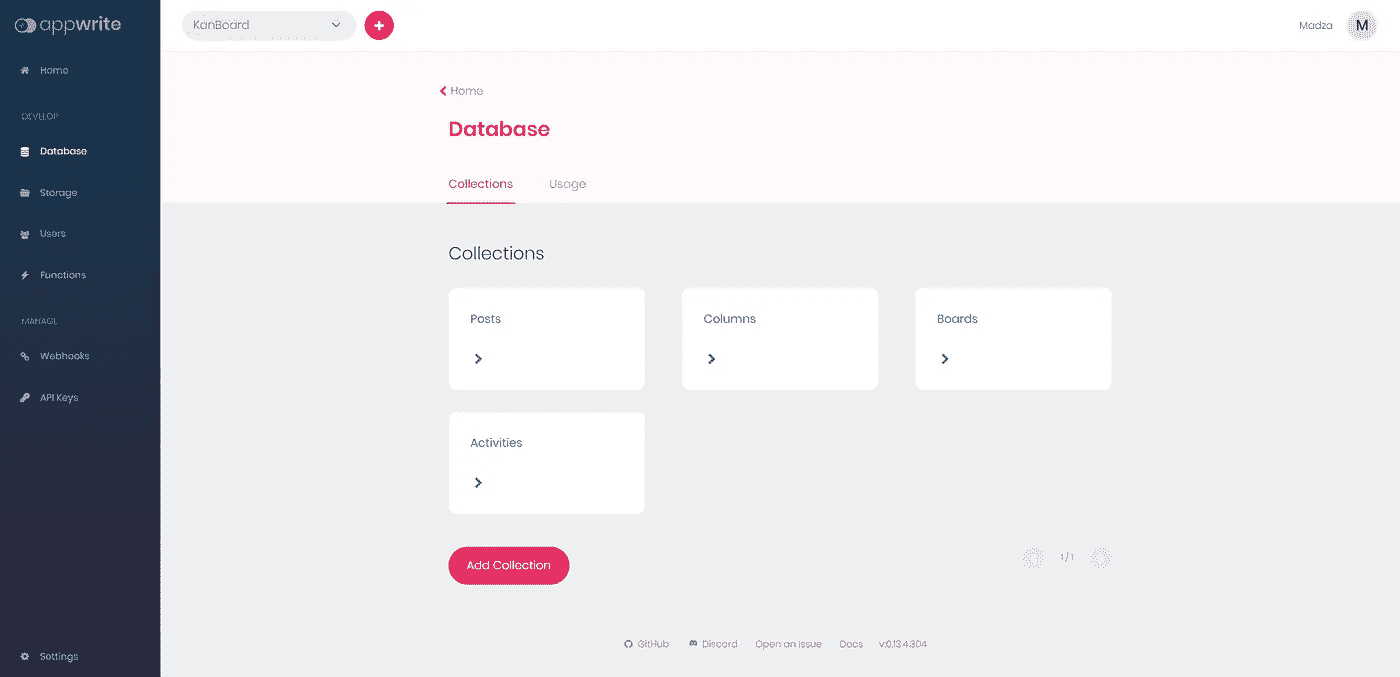 appwrite
KanBoard
Madza
M
Home
DEVELOP
Database
Storage
Users
Functions
MANAGE
Webhooks
API Keys
Settings
Home
Database
Collections Usage
Collections
Posts Columns Boards
Activities
Add Collection
1 / 1
GitHub Discord Open an Issue Docs v:0.13.4.304